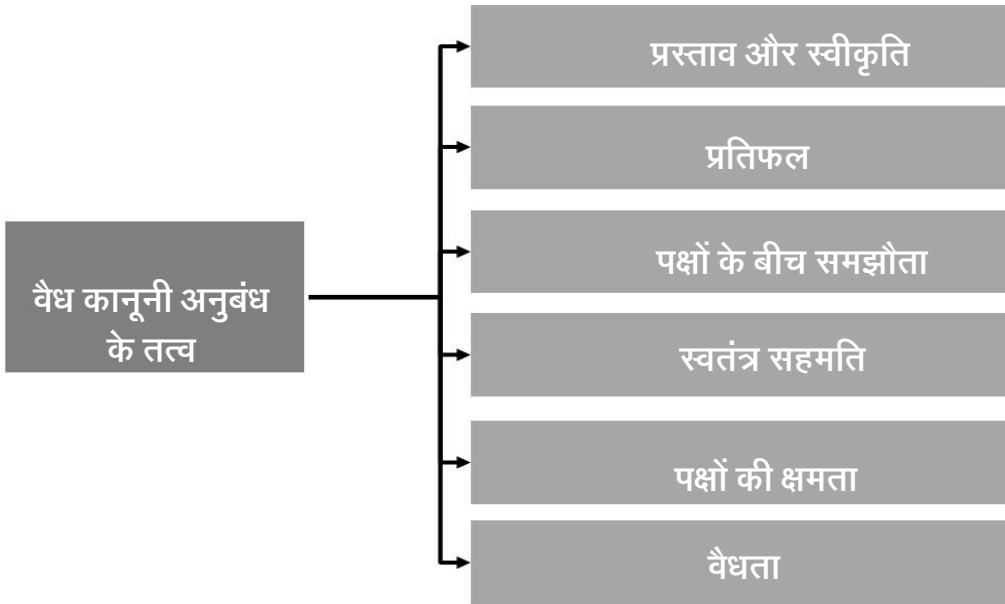 वैध कानूनी अनुबंध
के तत्व
प्रस्ताव और स्वीकृति
प्रतिफल
पक्षों के बीच समझौता
स्वतंत्र सहमति
पक्षों की क्षमता
वैधता